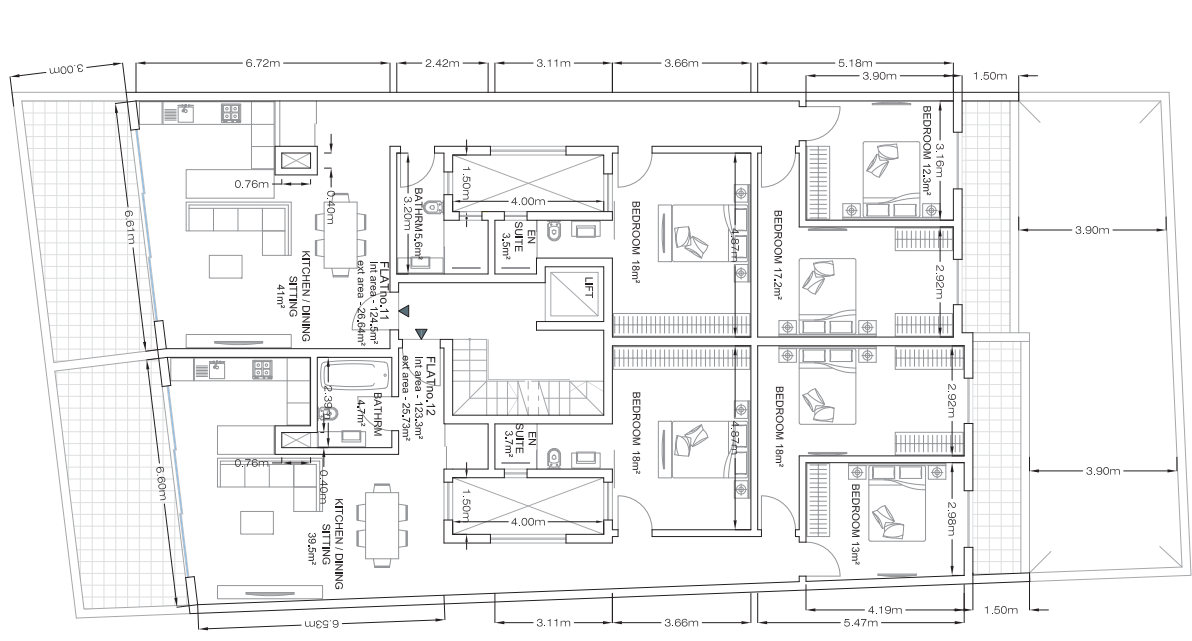 3.00m
6.72m
2.42m
3.11m
3.66m
5.18m
3.90m
1.50m
6.61m
0.76m
0.40m
KITCHEN / DINING
SITTING
41m²
FLATno.11
Int area - 124.5m²
ext area - 26.64m²
BATHRM
5.6m²
3.20m
1.50m
4.00m
EN
SUITE
3.5m²
LIFT
BEDROOM 18m²
4.87m
BEDROOM 17.2m²
BEDROOM 12.3m²
3.16m
2.92m
3.90m
6.60m
0.76m
0.40m
2.39m
BATHRM
4.7m²
FLATno.12
Int area - 123.3m²
ext area - 25.73m²
KITCHEN / DINING
SITTING
39.5m²
1.50m
4.00m
EN
SUITE
3.7m²
BEDROOM 18m²
4.87m
BEDROOM 18m²
2.92m
BEDROOM 13m²
2.98m
3.90m
6.53m
3.11m
3.66m
4.19m
5.47m
1.50m